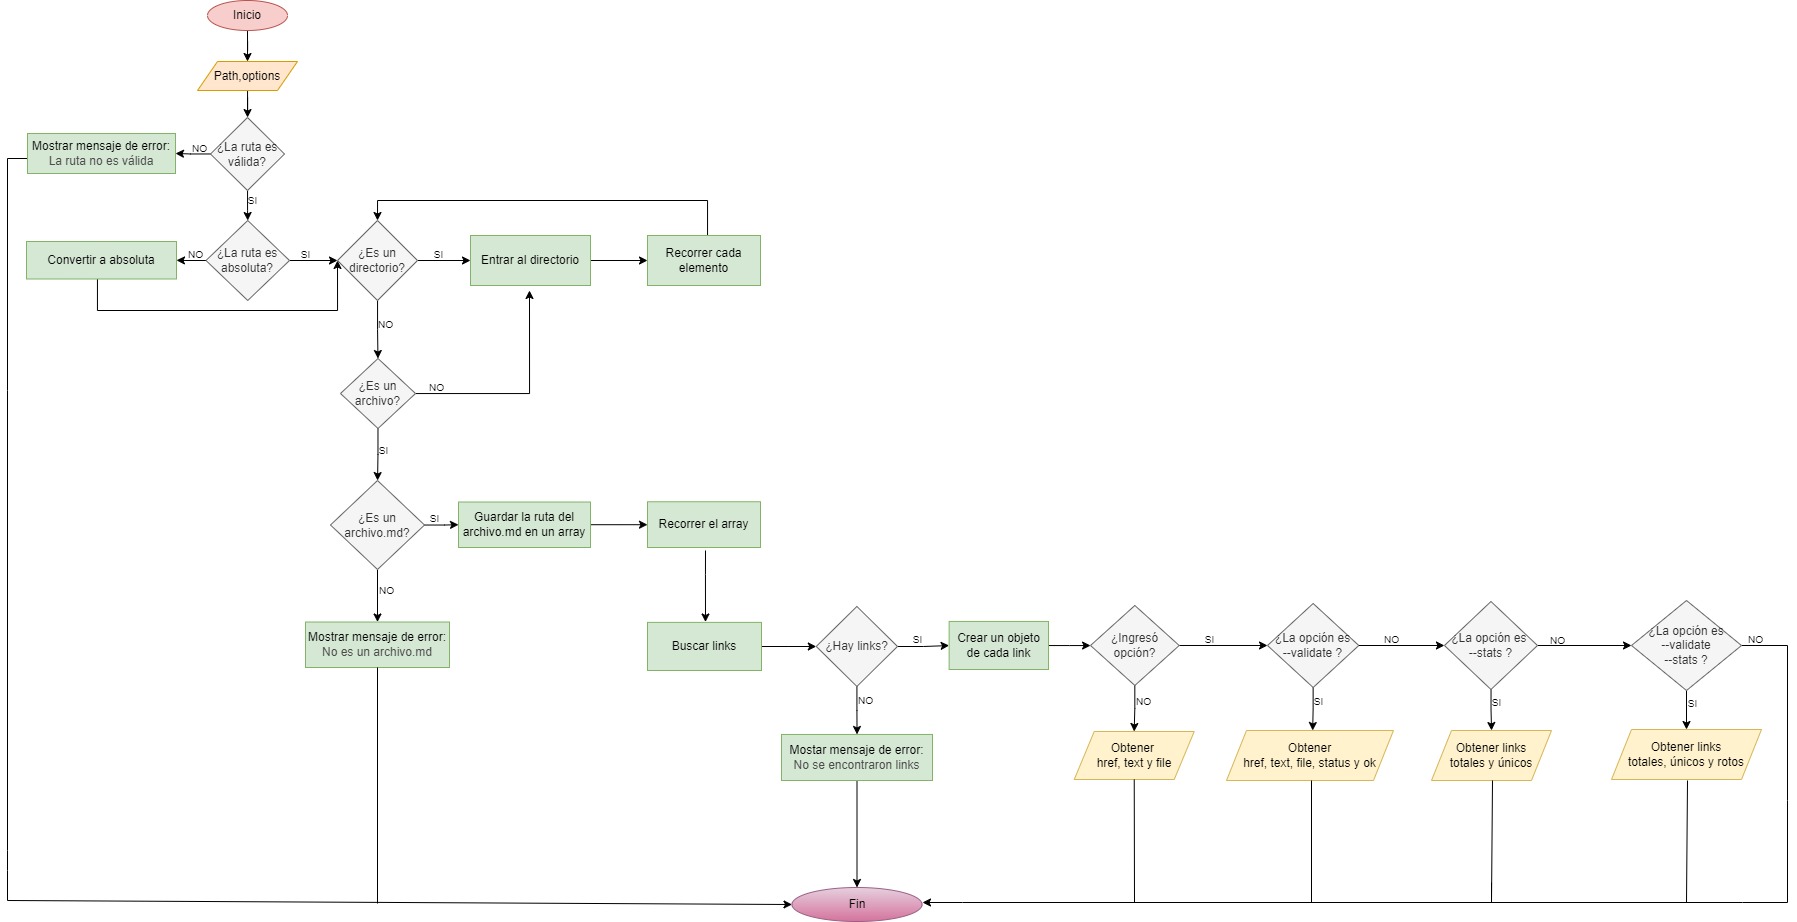 Inicio
Path,options
¿La ruta es
válida?
NO
Mostrar mensaje de error:
La ruta no es válida
SI
¿La ruta es
absoluta?
NO
Convertir a absoluta
SI
¿Es un
directorio?
SI
Entrar al directorio
Recorrer cada
elemento
NO
¿Es un
archivo?
NO
SI
¿Es un
archivo.md?
SI
Guardar la ruta del
archivo.md en un array
Recorrer el array
NO
Mostrar mensaje de error:
No es un archivo.md
Buscar links
¿Hay links?
SI
Crear un objeto
de cada link
¿Ingresó
opción?
SI
¿La opción es
--validate ?
NO
¿La opción es
--stats ?
NO
¿La opción es
--validate
--stats ?
NO
NO
Mostar mensaje de error:
No se encontraron links
NO
Obtener
href, text y file
SI
Obtener
href, text, file, status y ok
SI
Obtener links
totales y únicos
SI
Obtener links
totales, únicos y rotos
Fin